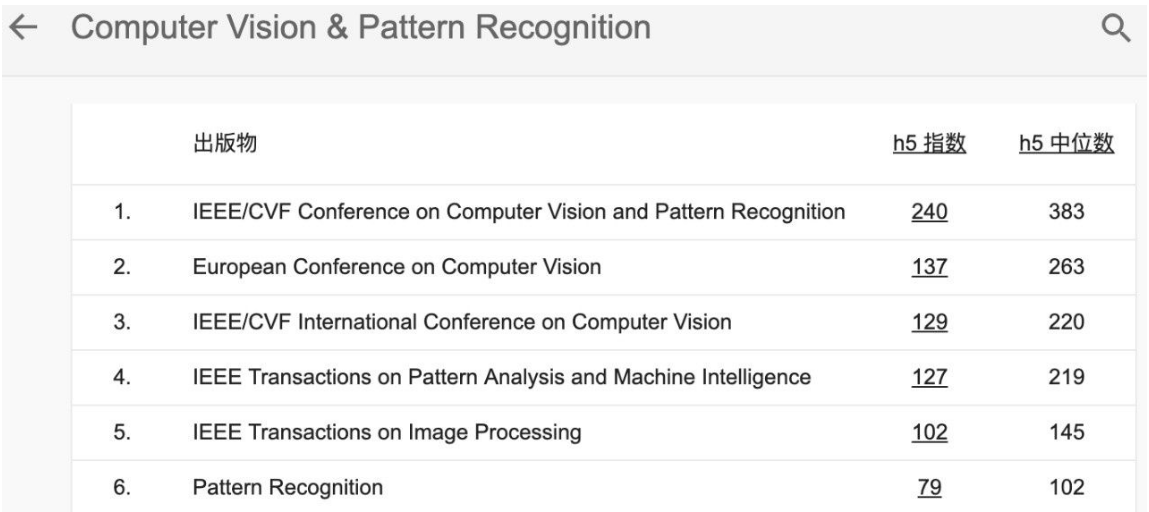 Computer Vision & Pattern Recognition
出版物 h5 指数 h5 中位数
1. IEEE/CVF Conference on Computer Vision and Pattern Recognition 240 383
2. European Conference on Computer Vision 137 263
3. IEEE/CVF International Conference on Computer Vision 129 220
4. IEEE Transactions on Pattern Analysis and Machine Intelligence 127 219
5. IEEE Transactions on Image Processing 102 145
6. Pattern Recognition 79 102